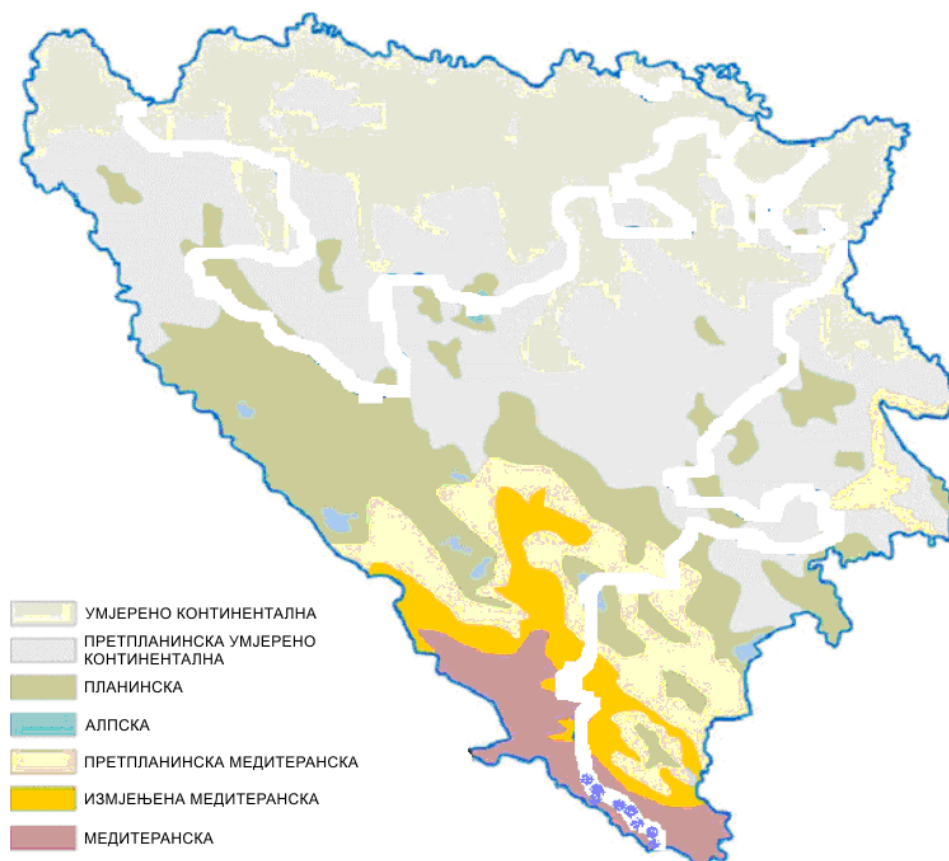 УМЈЕРЕНО КОНТИНЕНТАЛНА
ПРЕТПЛАНИНСКА УМЈЕРЕНО
КОНТИНЕНТАЛНА
ПЛАНИНСКА
АЛПСКА
ПРЕТПЛАНИНСКА МЕДИТЕРАНСКА
ИЗМЈЕЊЕНА МЕДИТЕРАНСКА
МЕДИТЕРАНСКА